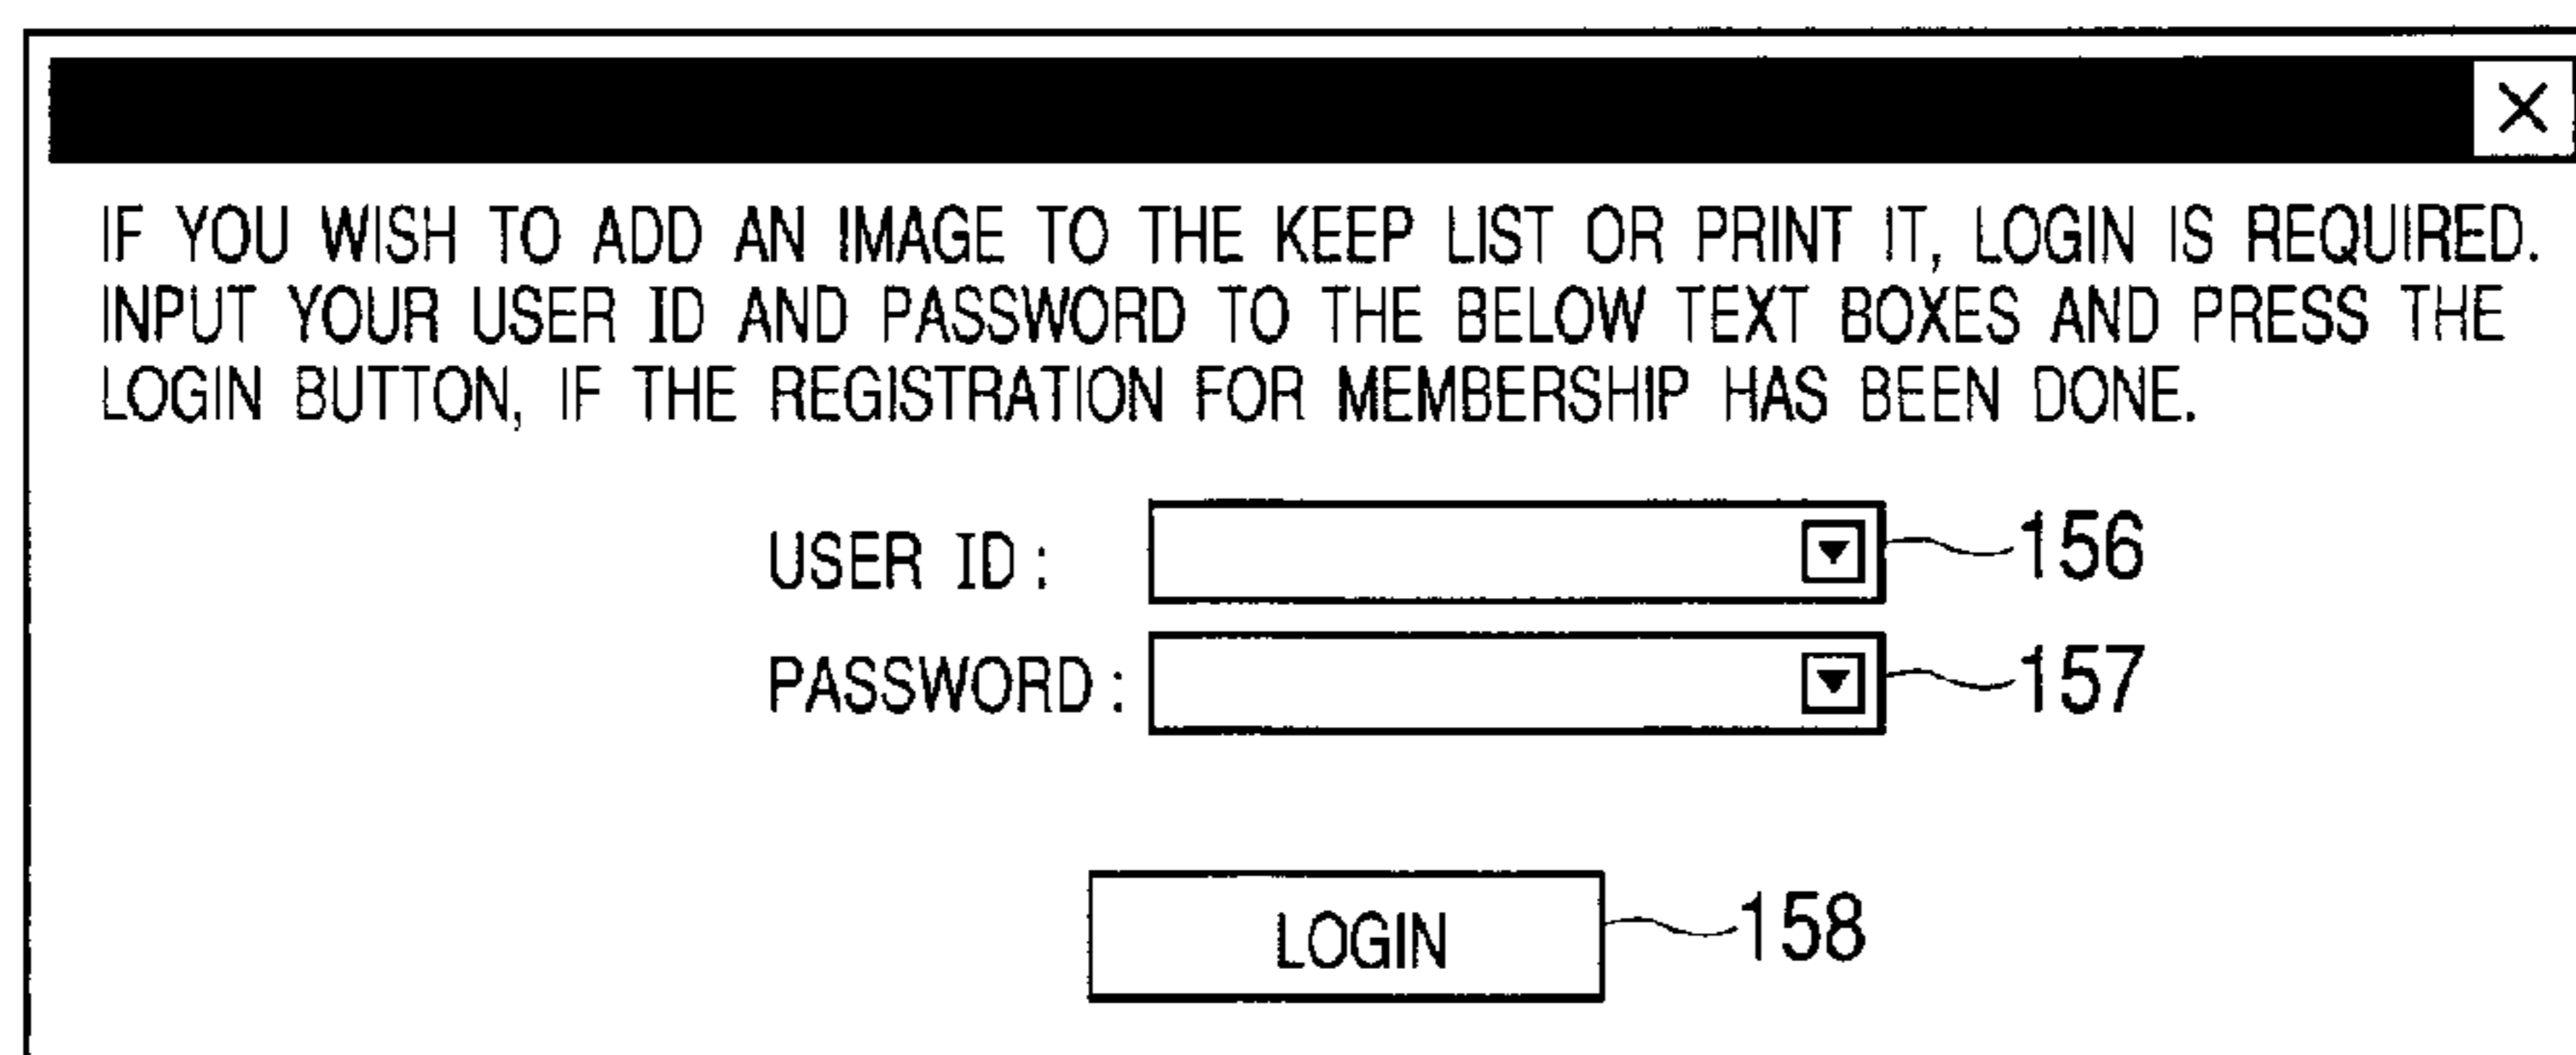 X
IF YOU WISH TO ADD AN IMAGE TO THE KEEP LIST OR PRINT IT, LOGIN IS REQUIRED.
INPUT YOUR USER ID AND PASSWORD TO THE BELOW TEXT BOXES AND PRESS THE
LOGIN BUTTON, IF THE REGISTRATION FOR MEMBERSHIP HAS BEEN DONE.
USER ID : 156
PASSWORD : 157
LOGIN 158